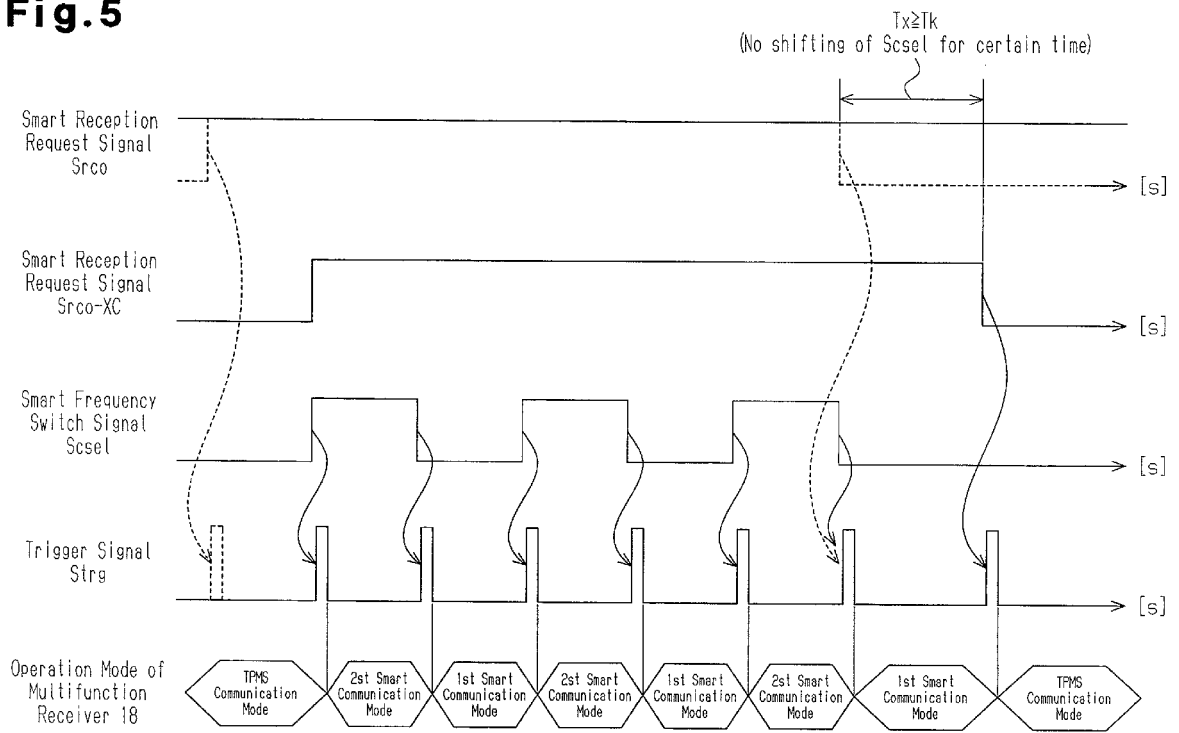 Fig.5
Tx≧Tk
(No shifting of Scsel for certain time)
Smart Reception
Request Signal
Srco
[s]
Smart Reception
Request Signal
Srco-XC
[s]
Smart Frequency
Switch Signal
Scsel
[s]
Trigger Signal
Strg
[s]
Operation Mode of
Multifunction
Receiver 18
TPMS
Communication
Mode
2st Smart
Communication
Mode
1st Smart
Communication
Mode
2st Smart
Communication
Mode
1st Smart
Communication
Mode
2st Smart
Communication
Mode
1st Smart
Communication
Mode
TPMS
Communication
Mode